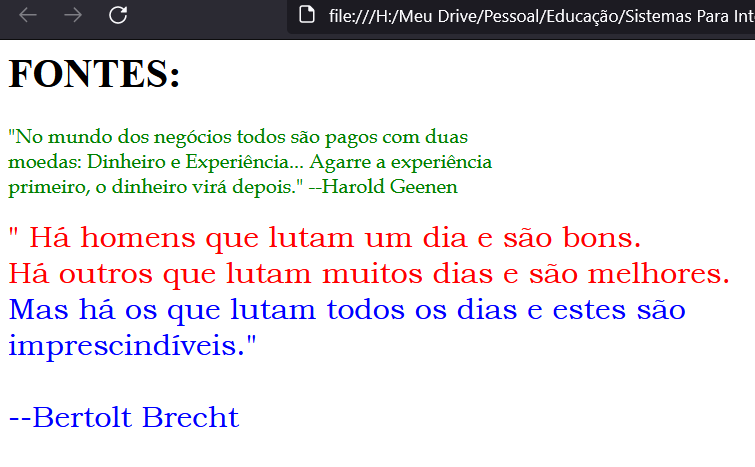 file:///H:/Meu Drive/Pessoal/Educação/Sistemas Para
FONTES:
"No mundo dos negócios todos são pagos com duas
moedas: Dinheiro e Experiência... Agarre a experiência
primeiro, o dinheiro virá depois." --Harold Geenen
" Há homens que lutam um dia e são bons.
Há outros que lutam muitos dias e são melhores.
Mas há os que lutam todos os dias e estes são
imprescindíveis."
--Bertolt Brecht